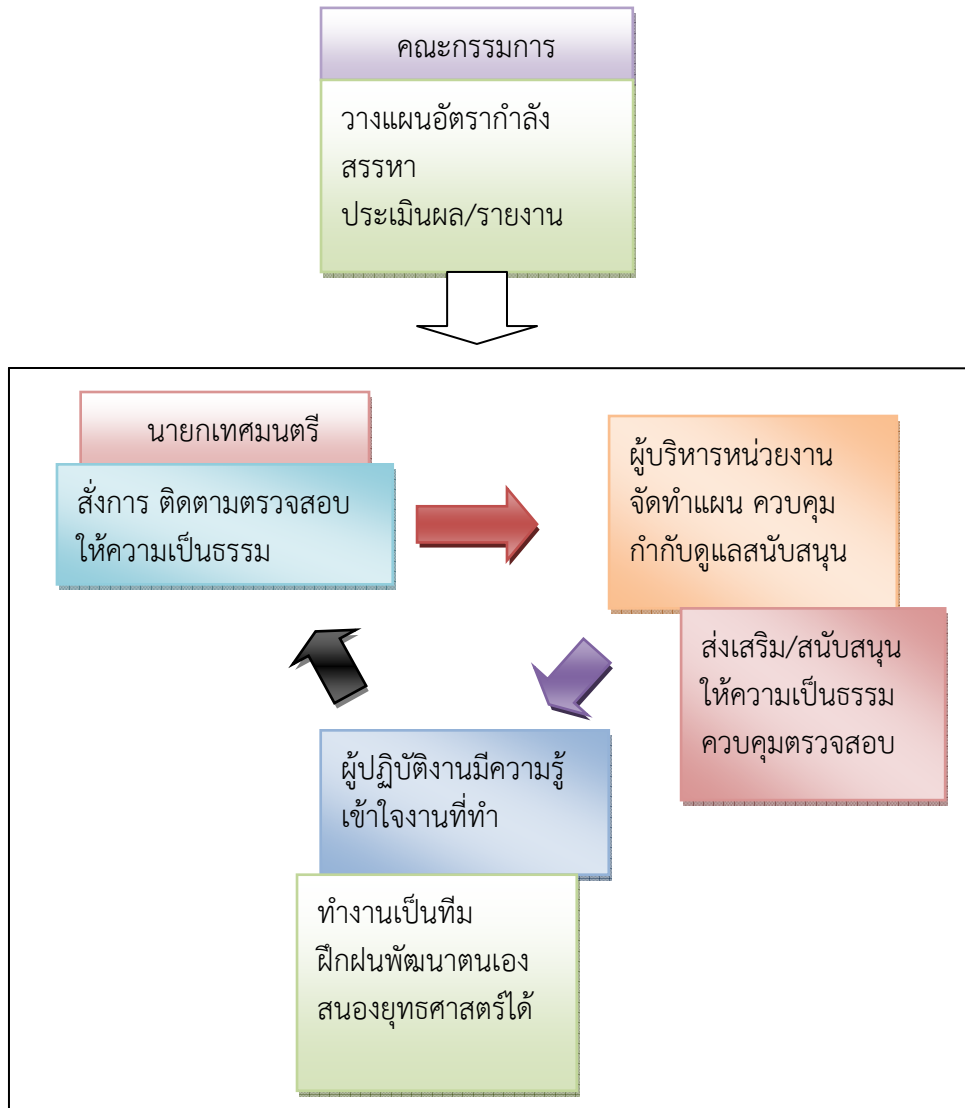 คณะกรรมการ
วางแผนอัตรากำลัง
สรรหา
ประเมินผล/รายงาน
นายกเทศมนตรี
สั่งการ ติดตามตรวจสอบ
ให้ความเป็นธรรม
ผู้บริหารหน่วยงาน
จัดทำแผน ควบคุม
กำกับดูแลสนับสนุน
ส่งเสริม/สนับสนุน
ให้ความเป็นธรรม
ควบคุมตรวจสอบ
ผู้ปฏิบัติงานมีความรู้
เข้าใจงานที่ทำ
ทำงานเป็นทีม
ฝึกฝนพัฒนาตนเอง
สนองยุทธศาสตร์ได้